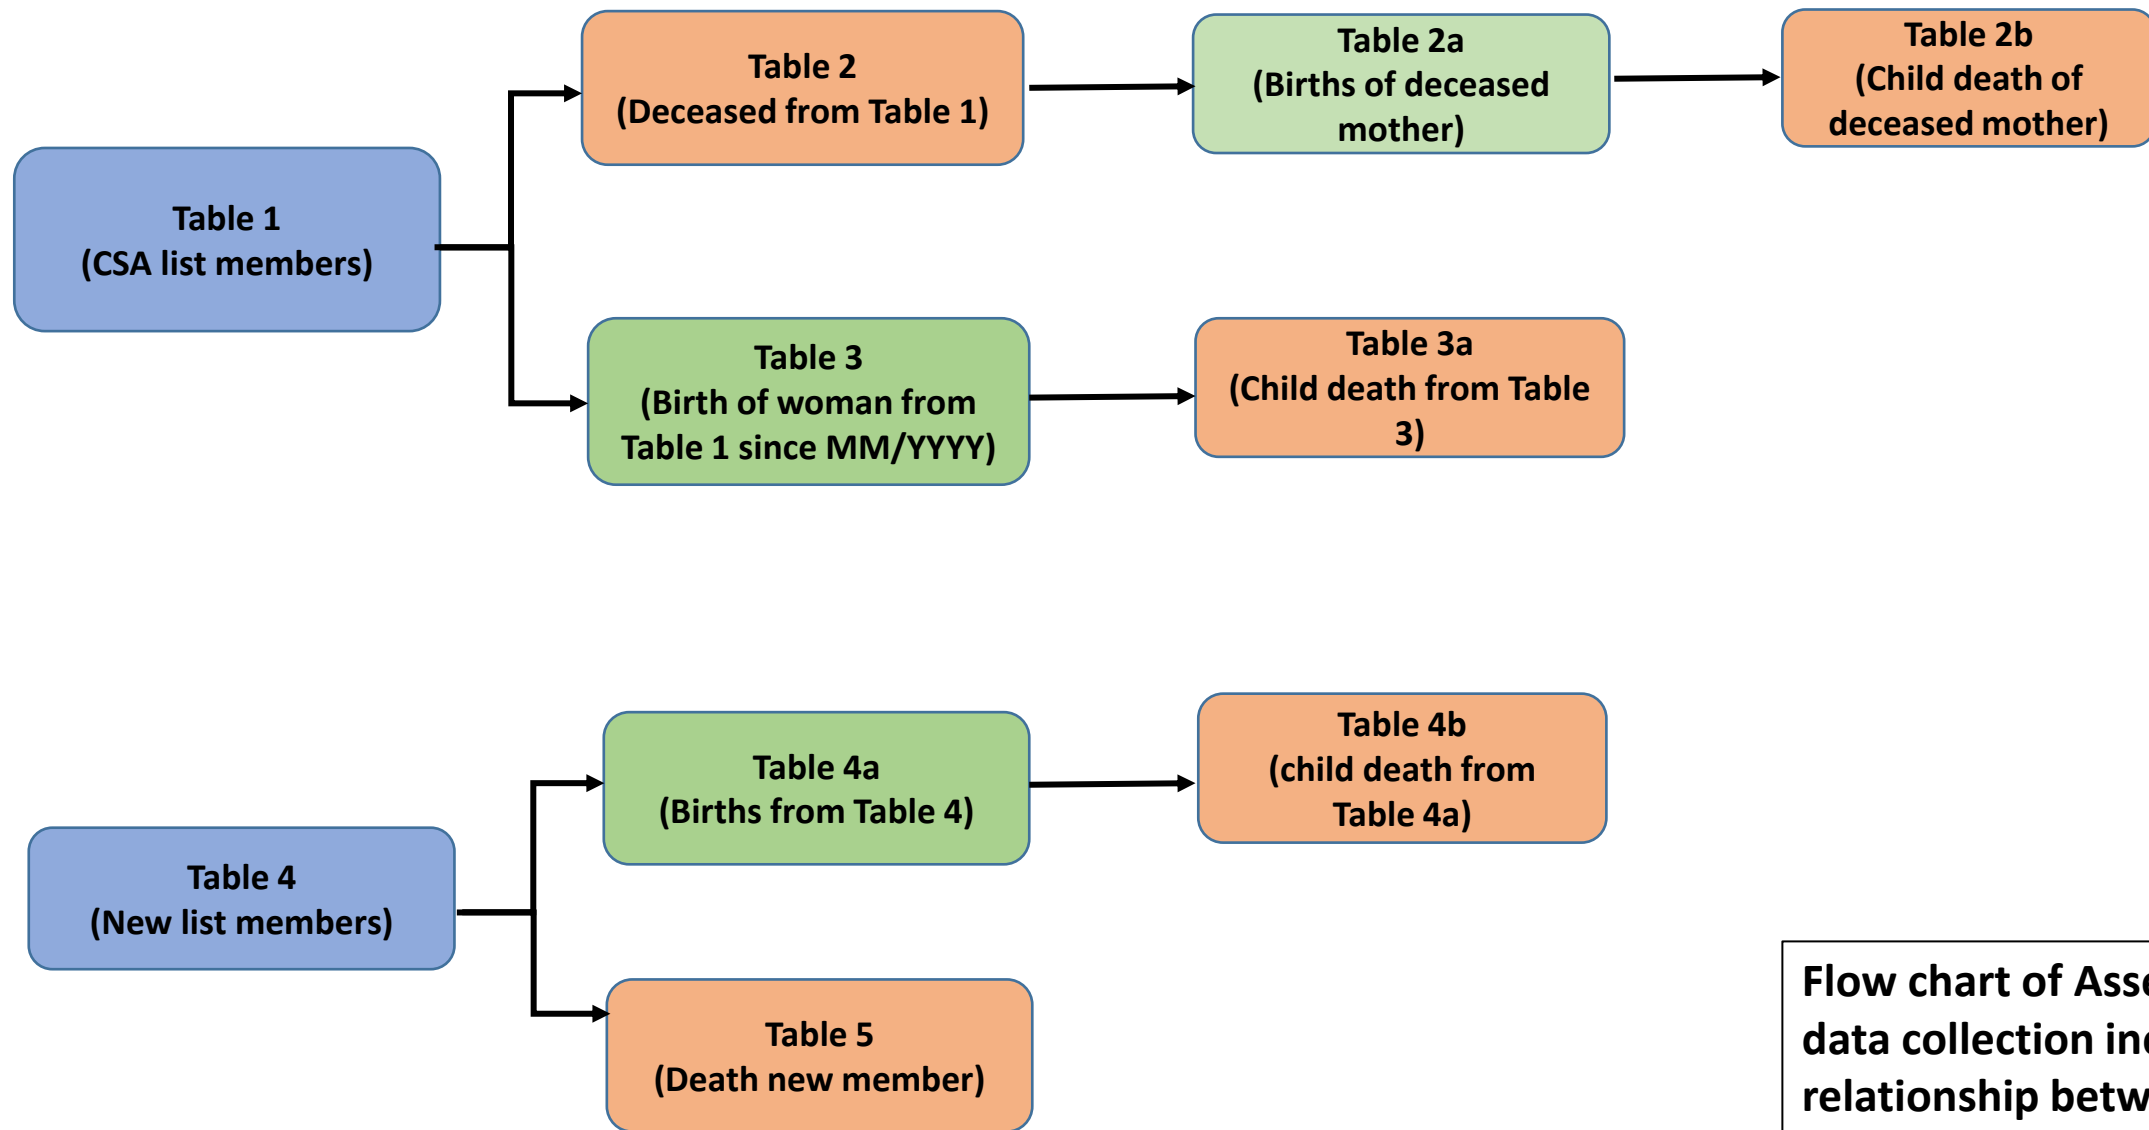 Table 2
(Deceased from Table 1)
Table 2a
(Births of deceased
mother)
Table 2b
(Child death of
deceased mother)
Table 1
(CSA list members)
Table 3
(Birth of woman from
Table 1 since MM/YYYY)
Table 3a
(Child death from Table
3)
Table 4a
(Births from Table 4)
Table 4b
(child death from
Table 4a)
Table 4
(New list members)
Table 5
(Death new member)
Flow chart of
data collection
relationship